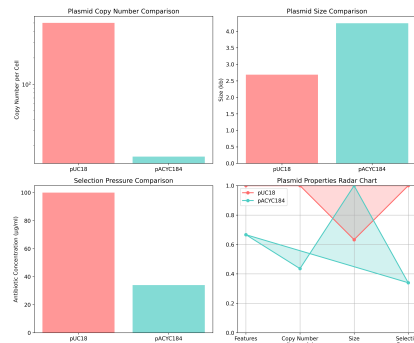 Plasmid Copy Number Comparison
Copy Number per Cell
10²
pUC18
pACYC184
Plasmid Size Comparison
Size (kb)
4.0
3.5
3.0
2.5
2.0
1.5
1.0
0.5
0.0
pUC18
pACYC184
Selection Pressure Comparison
Antibiotic Concentration (μg/ml)
100
80
60
40
20
0
pUC18
pACYC184
Plasmid Properties Radar Chart
pUC18
pACYC184
1.0
0.8
0.6
0.4
0.2
0.0
Features
Copy Number
Size
Selecti